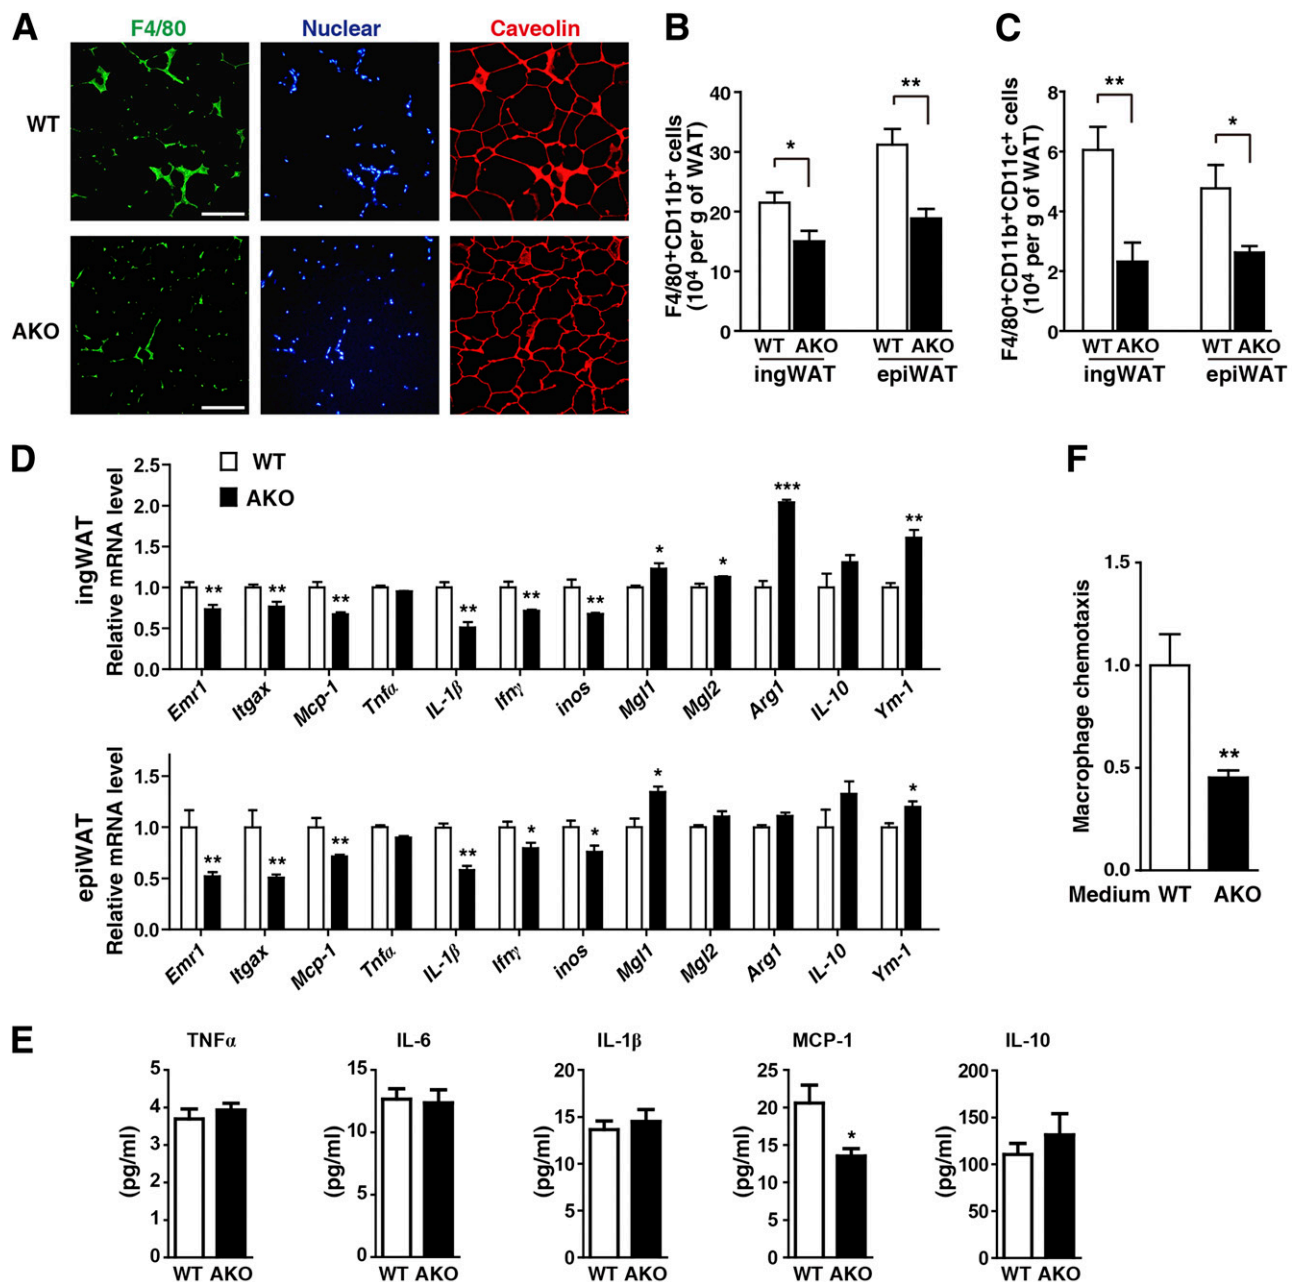 A
F4/80 Nuclear Caveolin
WT
AKO
B
F4/80+CD11b+ cells
(10⁴ per g of WAT)
40
30
20
10
0
*
**
WT AKO WT AKO
ingWAT epiWAT
C
F4/80+CD11b+CD11c+ cells
(10⁴ per g of WAT)
8
6
4
2
0
**
*
WT AKO WT AKO
ingWAT epiWAT
D
WT
AKO
ingWAT
Relative mRNA level
2.5
2.0
1.5
1.0
0.5
0.0
** ** ** ** ** ** * * *** **
Emr1 Itgax Mcp-1 Tnfα IL-1β Ifnγ inos Mgl1 Mgl2 Arg1 IL-10 Ym-1
epiWAT
Relative mRNA level
1.5
1.0
0.5
0.0
** ** ** ** * * * *
Emr1 Itgax Mcp-1 Tnfα IL-1β Ifnγ inos Mgl1 Mgl2 Arg1 IL-10 Ym-1
F
Macrophage chemotaxis
1.5
1.0
0.5
0.0
**
Medium WT AKO
E
TNFα
(pg/ml)
5
4
3
2
1
0
WT AKO
IL-6
(pg/ml)
15
10
5
0
WT AKO
IL-1β
(pg/ml)
20
15
10
5
0
WT AKO
MCP-1
(pg/ml)
25
20
15
10
5
0
*
WT AKO
IL-10
(pg/ml)
200
150
100
50
0
WT AKO